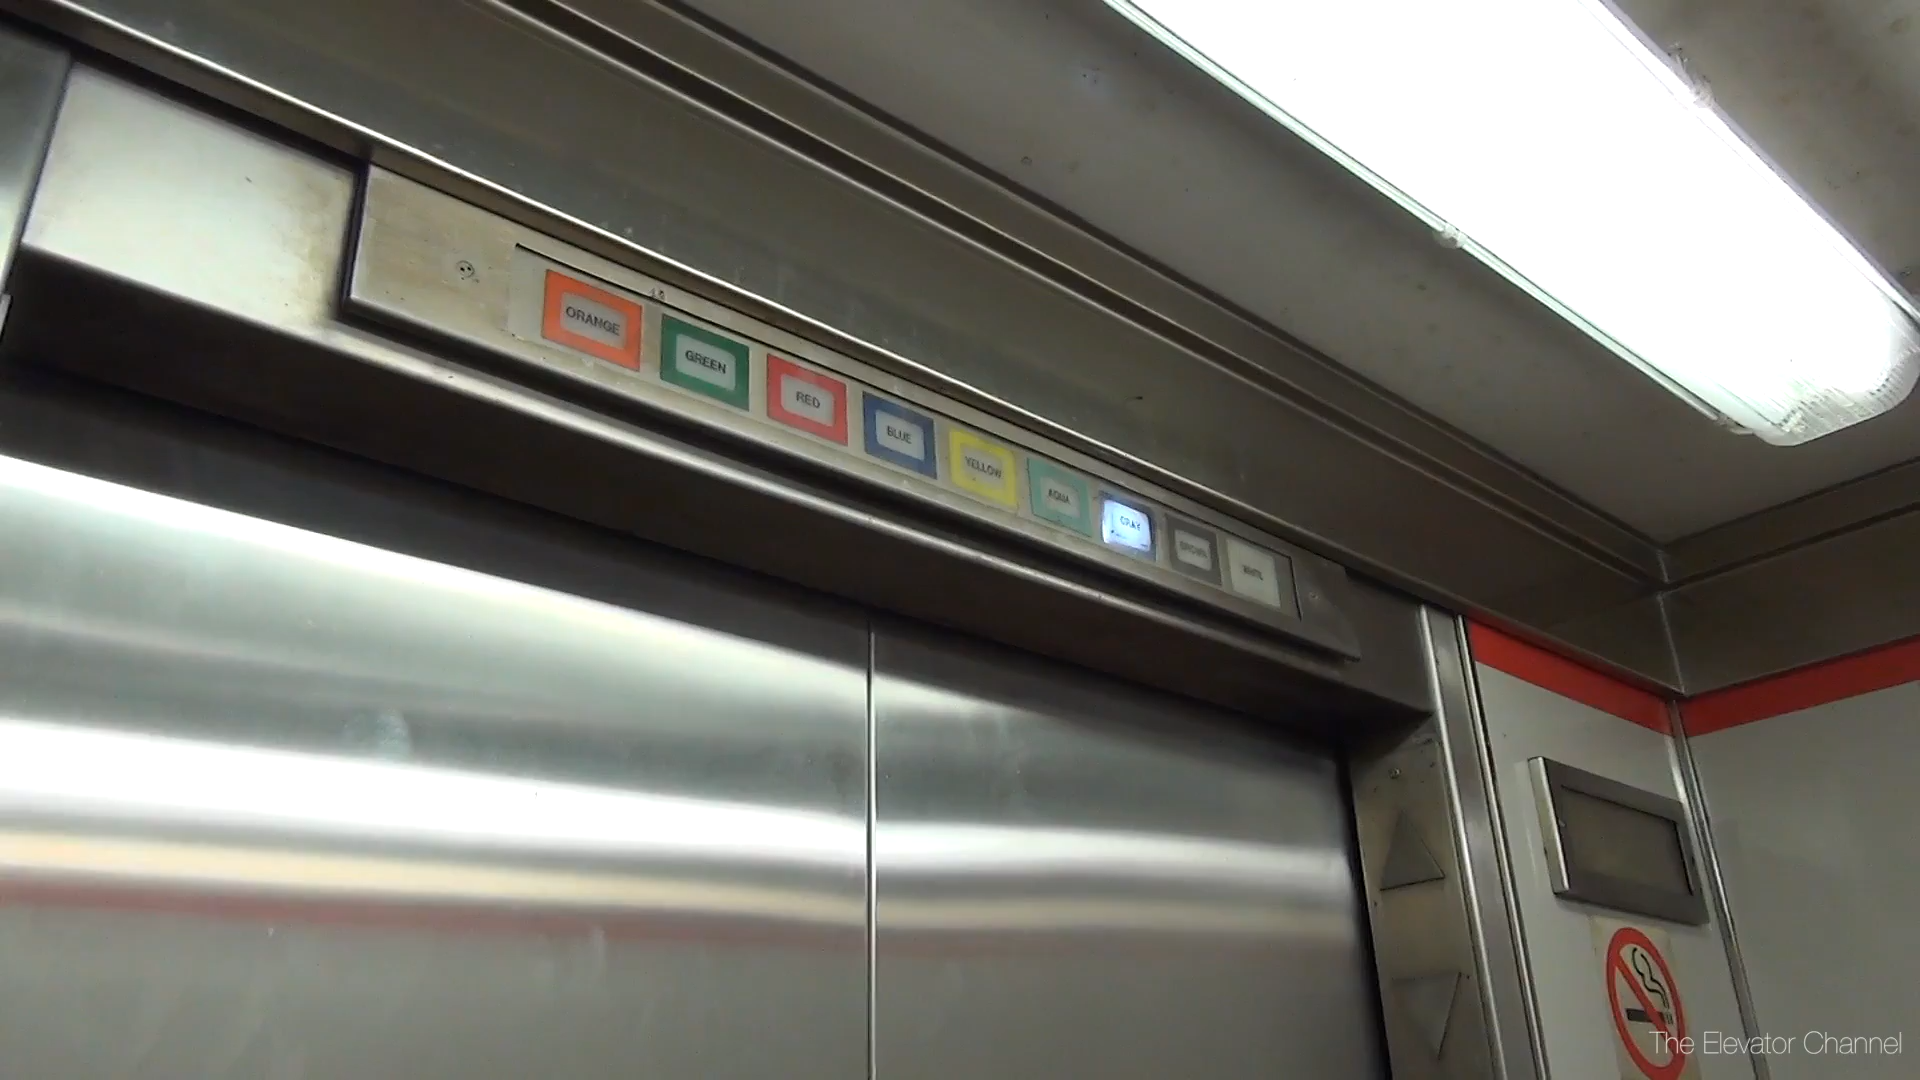 ORANGE
GREEN
RED
BLUE
YELLOW
AQUA
GRAY
BROWN
WHITE
The Elevator Channel